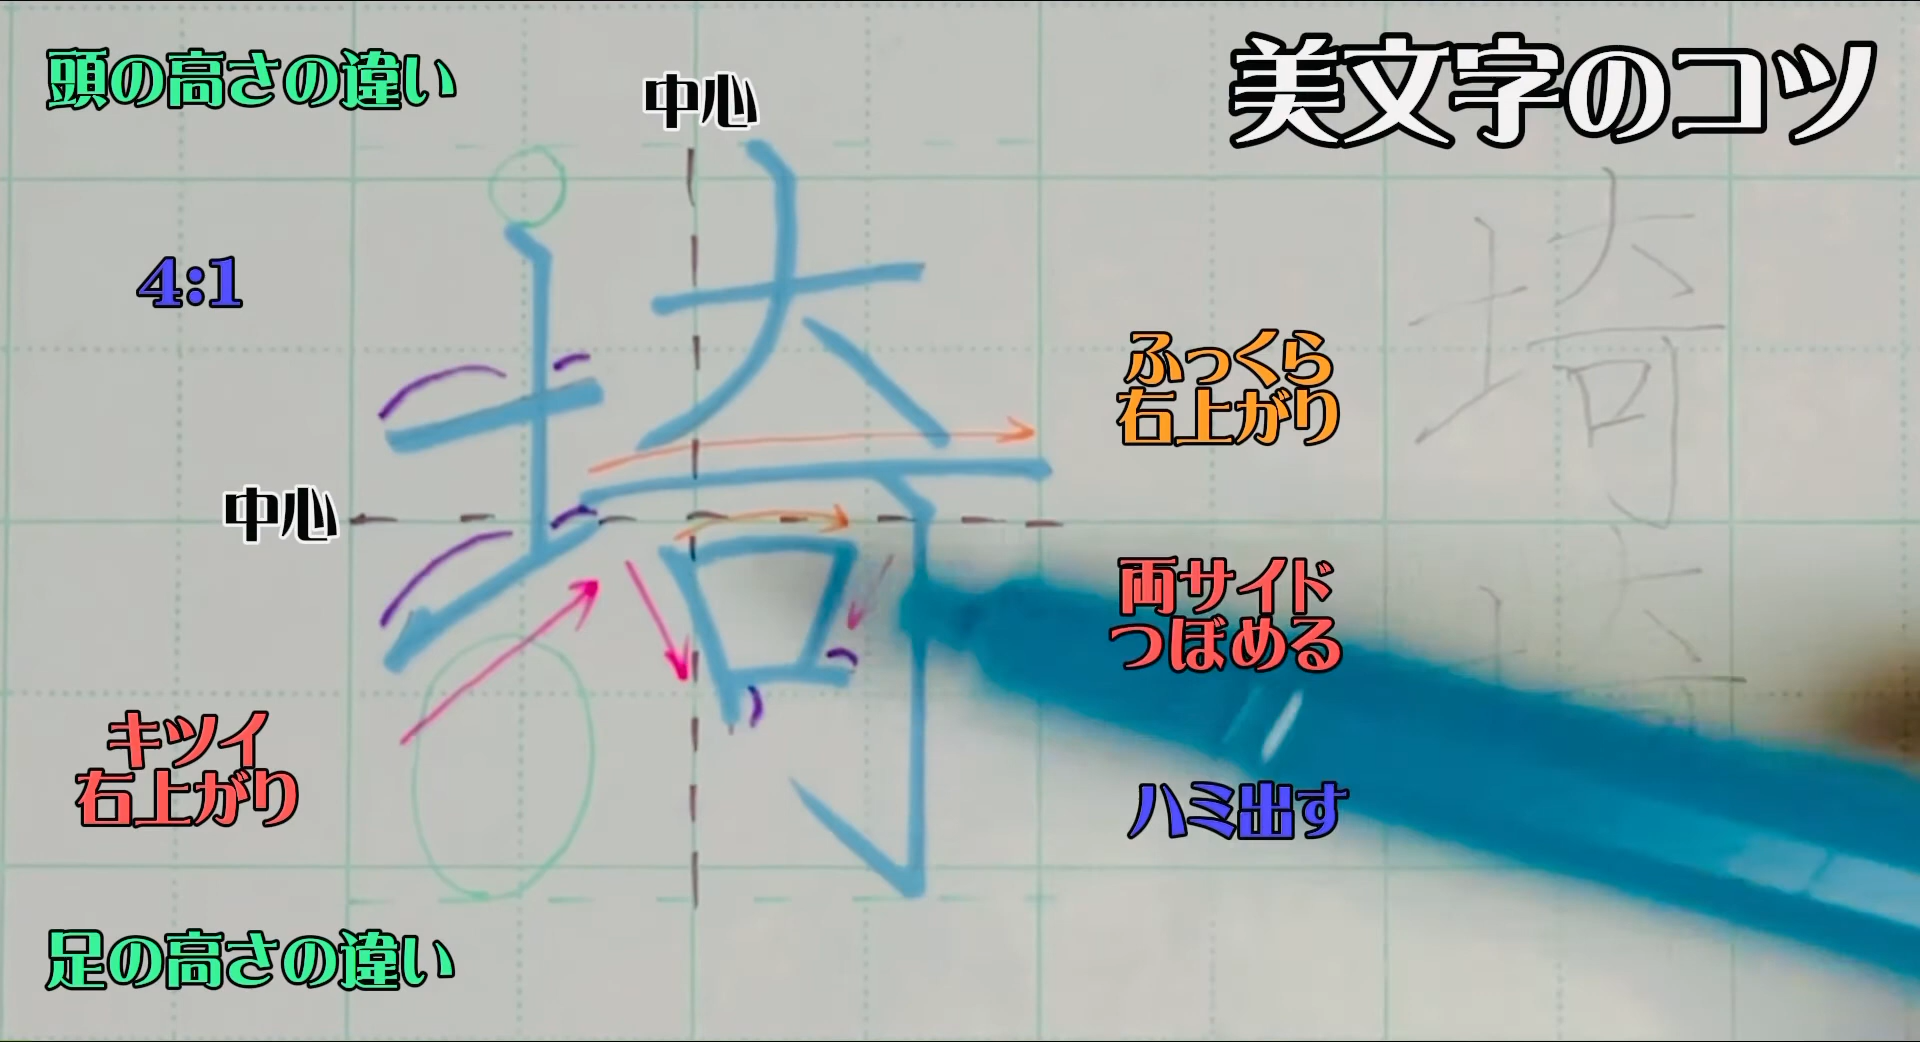 美文字のコツ
頭の高さの違い
中心
4:1
埼
埼
ふっくら
右上がり
中心
両サイド
つぼめる
キツイ
右上がり
ハミ出す
足の高さの違い